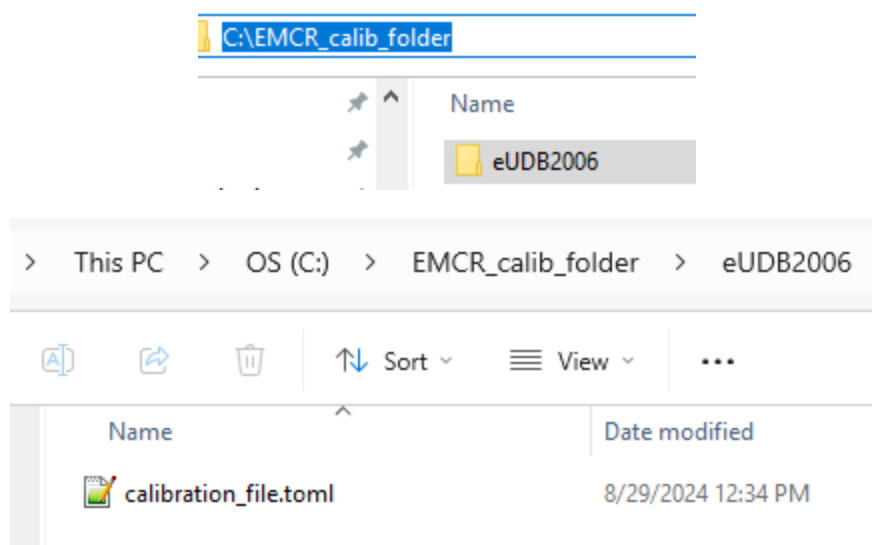 C:\EMCR_calib_folder
Name
eUDB2006
> This PC > OS (C:) > EMCR_calib_folder > eUDB2006
Sort View ...
Name Date modified
calibration_file.toml 8/29/2024 12:34 PM